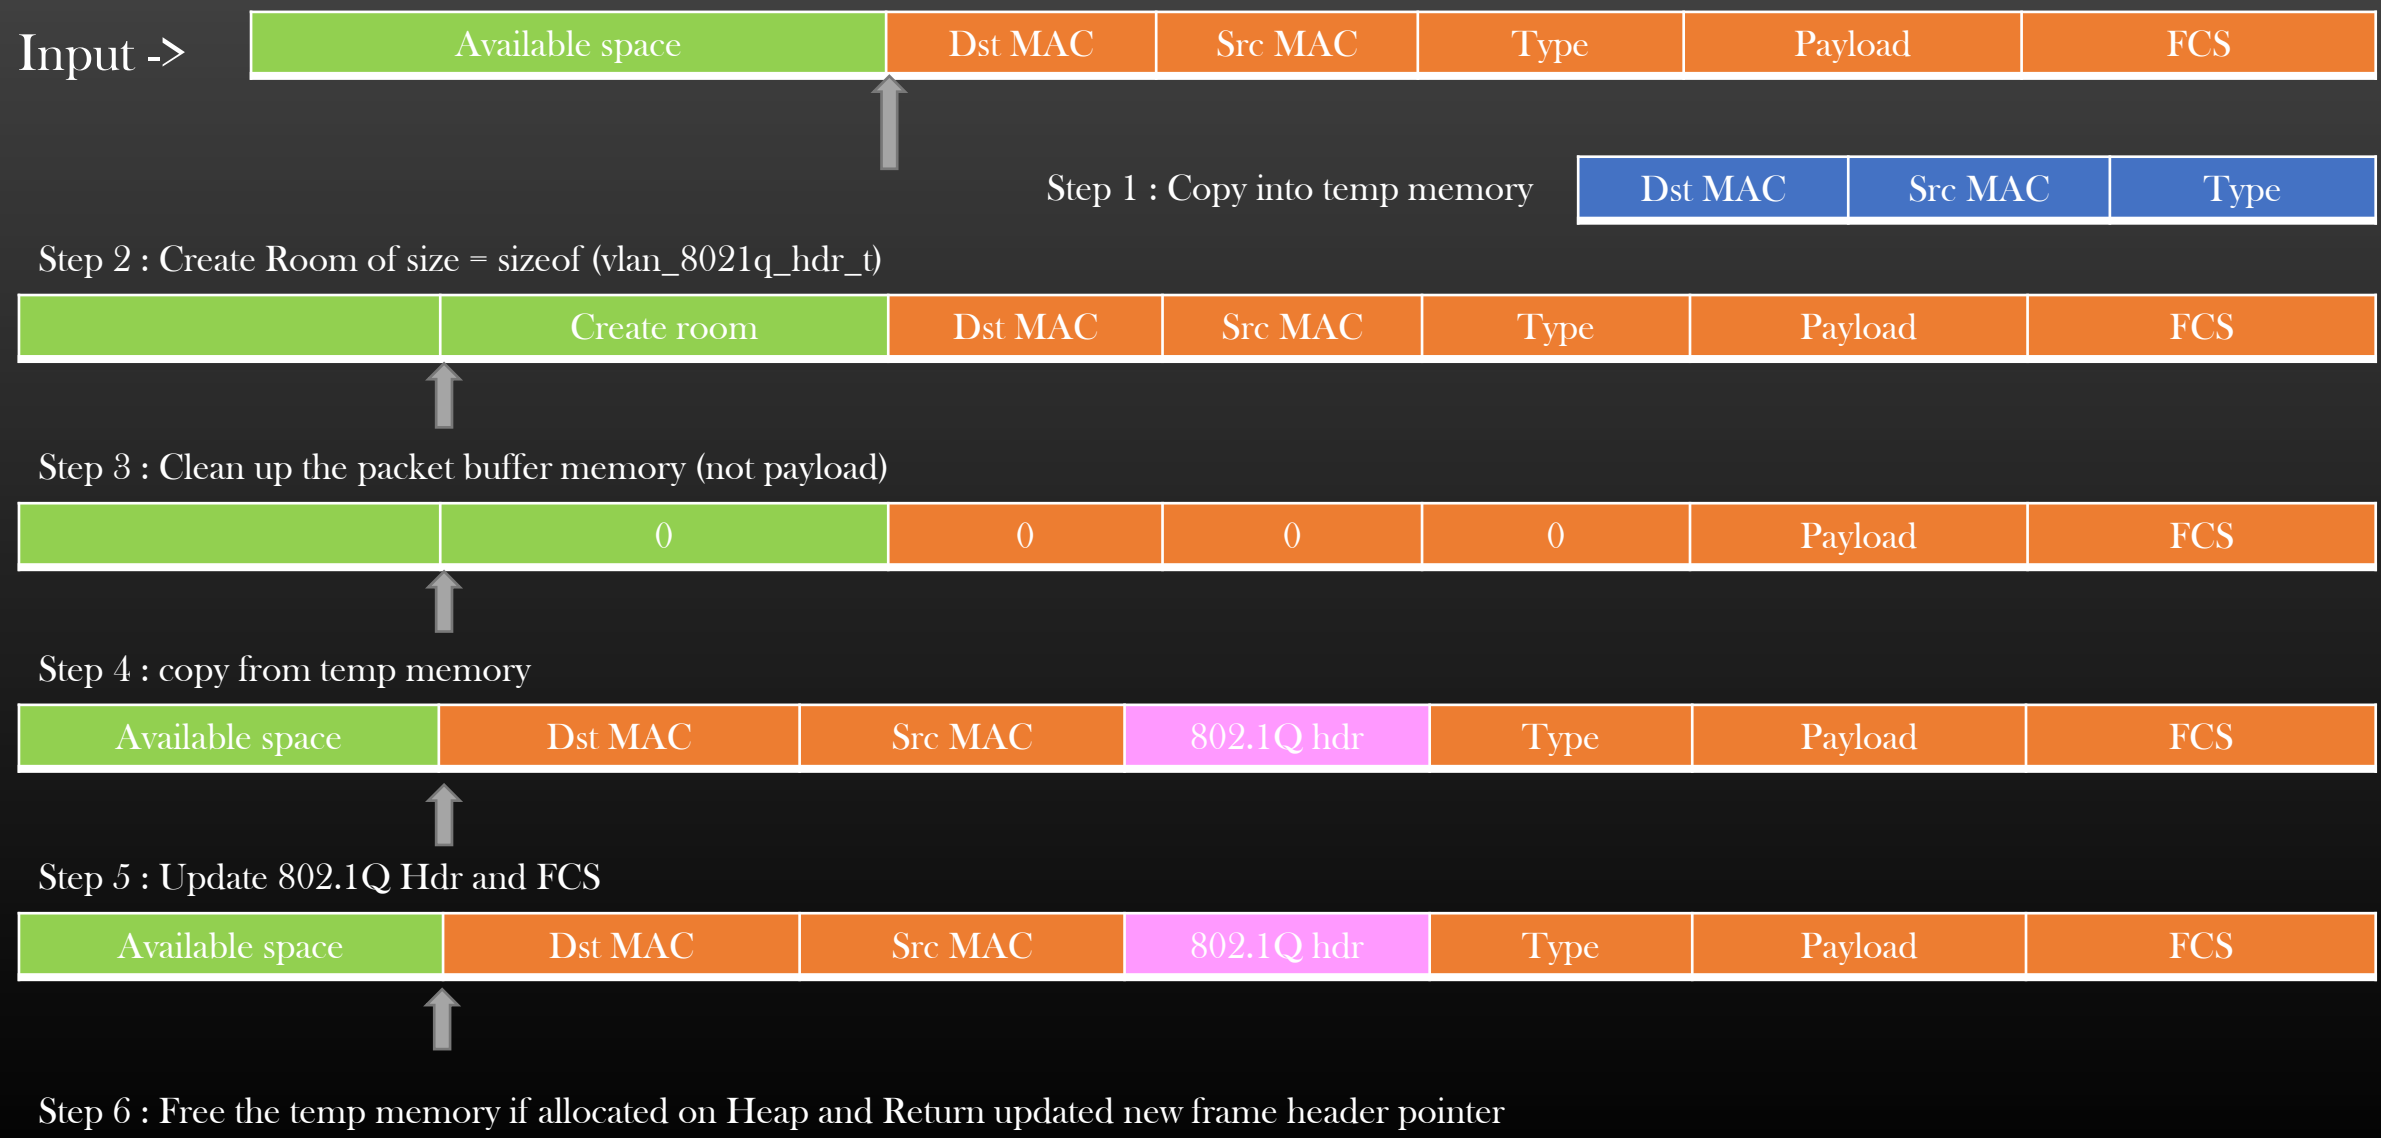 Input -> Available space Dst MAC Src MAC Type Payload FCS
Step 1 : Copy into temp memory Dst MAC Src MAC Type
Step 2 : Create Room of size = sizeof (vlan_8021q_hdr_t)
Create room Dst MAC Src MAC Type Payload FCS
Step 3 : Clean up the packet buffer memory (not payload)
0 0 0 0 Payload FCS
Step 4 : copy from temp memory
Available space Dst MAC Src MAC 802.1Q hdr Type Payload FCS
Step 5 : Update 802.1Q Hdr and FCS
Available space Dst MAC Src MAC 802.1Q hdr Type Payload FCS
Step 6 : Free the temp memory if allocated on Heap and Return updated new frame header pointer